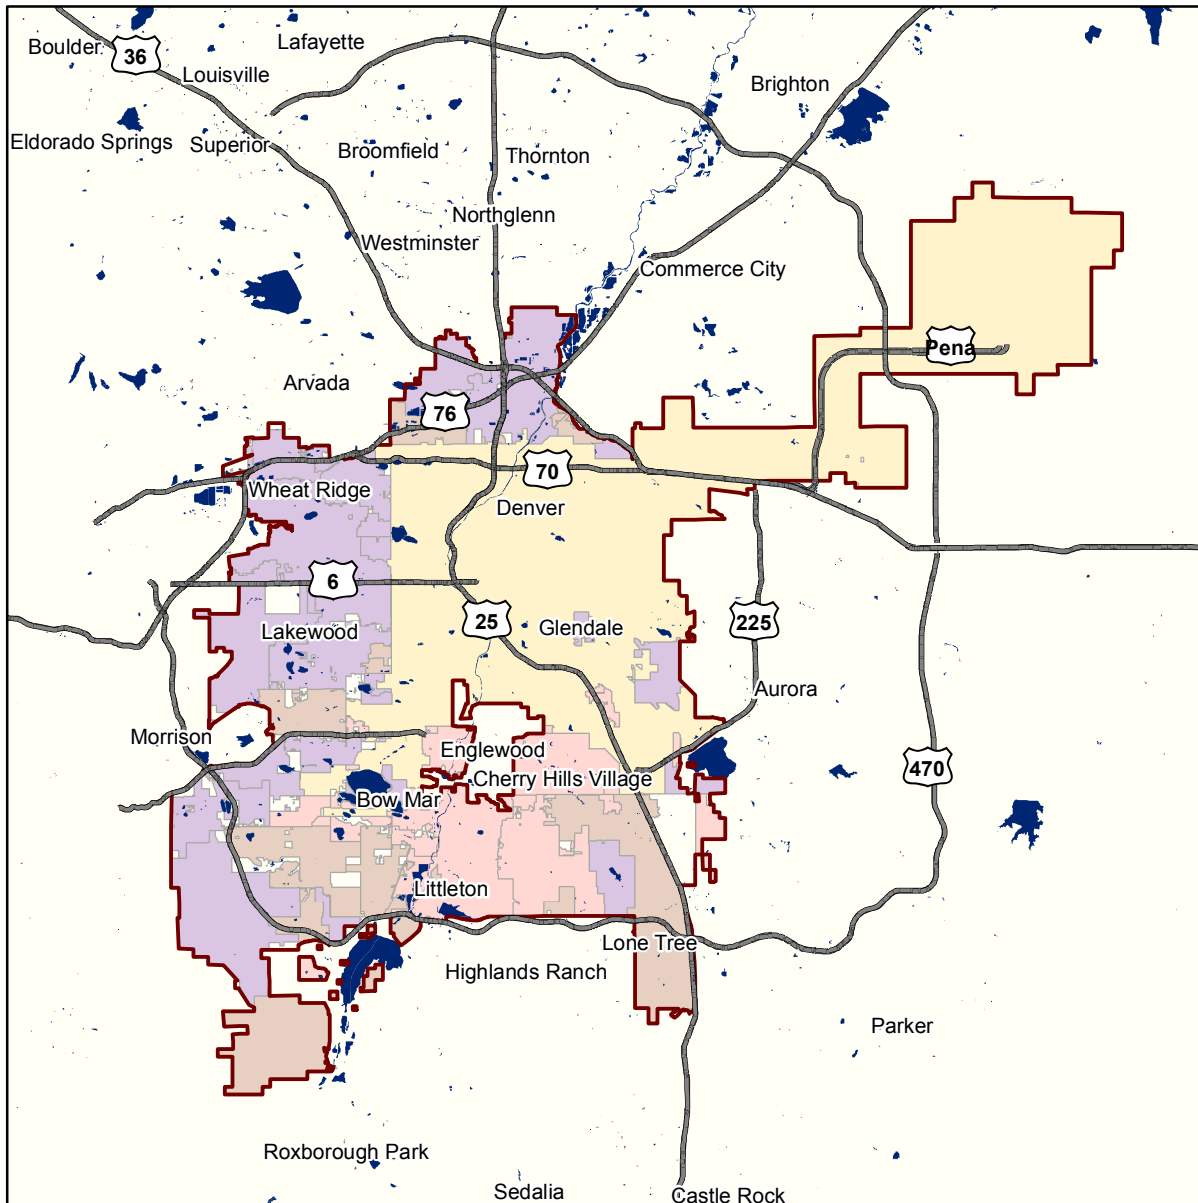 Lafayette
Boulder
36
Louisville
Brighton
Eldorado Springs
Superior
Broomfield
Thornton
Northglenn
Westminster
Commerce City
Pena
Arvada
76
70
Wheat Ridge
Denver
6
25
Glendale
225
Lakewood
Aurora
Morrison
Englewood
470
Cherry Hills Village
Bow Mar
Littleton
Lone Tree
Highlands Ranch
Parker
Roxborough Park
Sedalia
Castle Rock